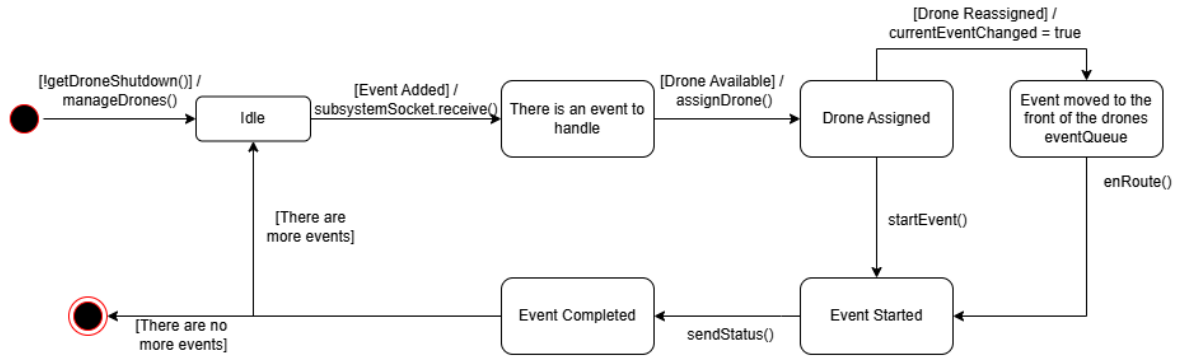 [Drone Reassigned] /
currentEventChanged = true
[!getDroneShutdown()] /
manageDrones()
[Event Added] /
subsystemSocket.receive()
[Drone Available] /
assignDrone()
Idle
There is an event to
handle
Drone Assigned
Event moved to the
front of the drones
eventQueue
enRoute()
[There are
more events]
startEvent()
Event Completed
Event Started
[There are no
more events]
sendStatus()